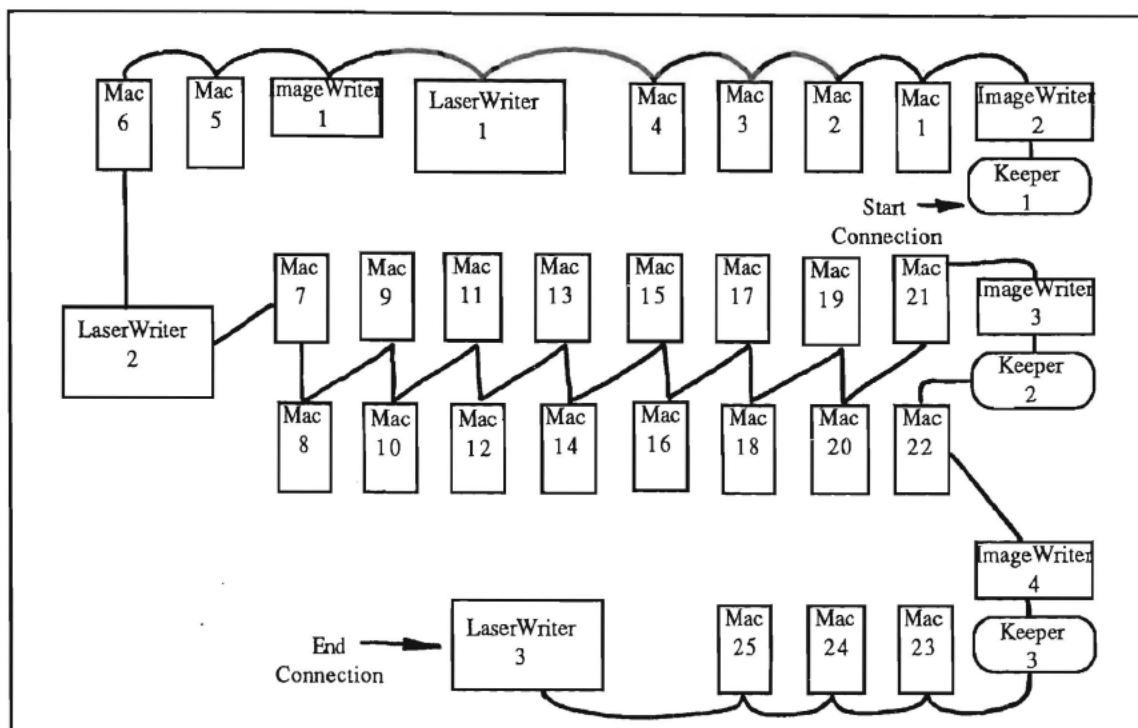 Mac
6
Mac
5
ImageWriter
1
LaserWriter
1
Mac
4
Mac
3
Mac
2
Mac
1
ImageWriter
2
Keeper
1
Start
Connection
LaserWriter
2
Mac
7
Mac
9
Mac
11
Mac
13
Mac
15
Mac
17
Mac
19
Mac
21
ImageWriter
3
Keeper
2
Mac
8
Mac
10
Mac
12
Mac
14
Mac
16
Mac
18
Mac
20
Mac
22
ImageWriter
4
Keeper
3
End
Connection
LaserWriter
3
Mac
25
Mac
24
Mac
23